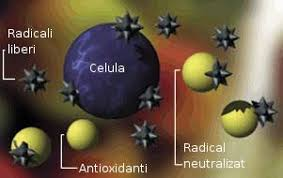 Radicali
liberi
Celula
Antioxidanti
Radical
neutralizat